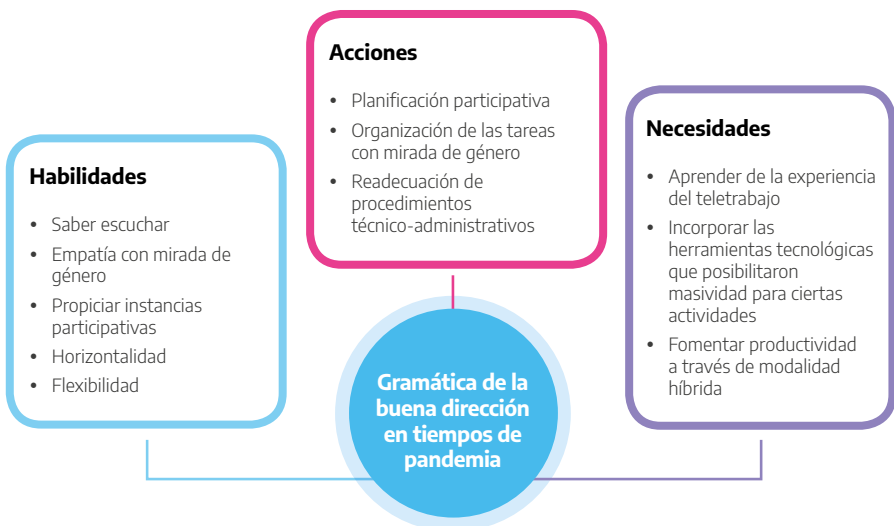 Acciones
• Planificación participativa
• Organización de las tareas
con mirada de género
• Readecuación de
procedimientos
técnico-administrativos
Habilidades
• Saber escuchar
• Empatía con mirada de
género
• Propiciar instancias
participativas
• Horizontalidad
• Flexibilidad
Necesidades
• Aprender de la experiencia
del teletrabajo
• Incorporar las
herramientas tecnológicas
que posibilitaron
masividad para ciertas
actividades
• Fomentar productividad
a través de modalidad
híbrida
Gramática de la
buena dirección
en tiempos de
pandemia